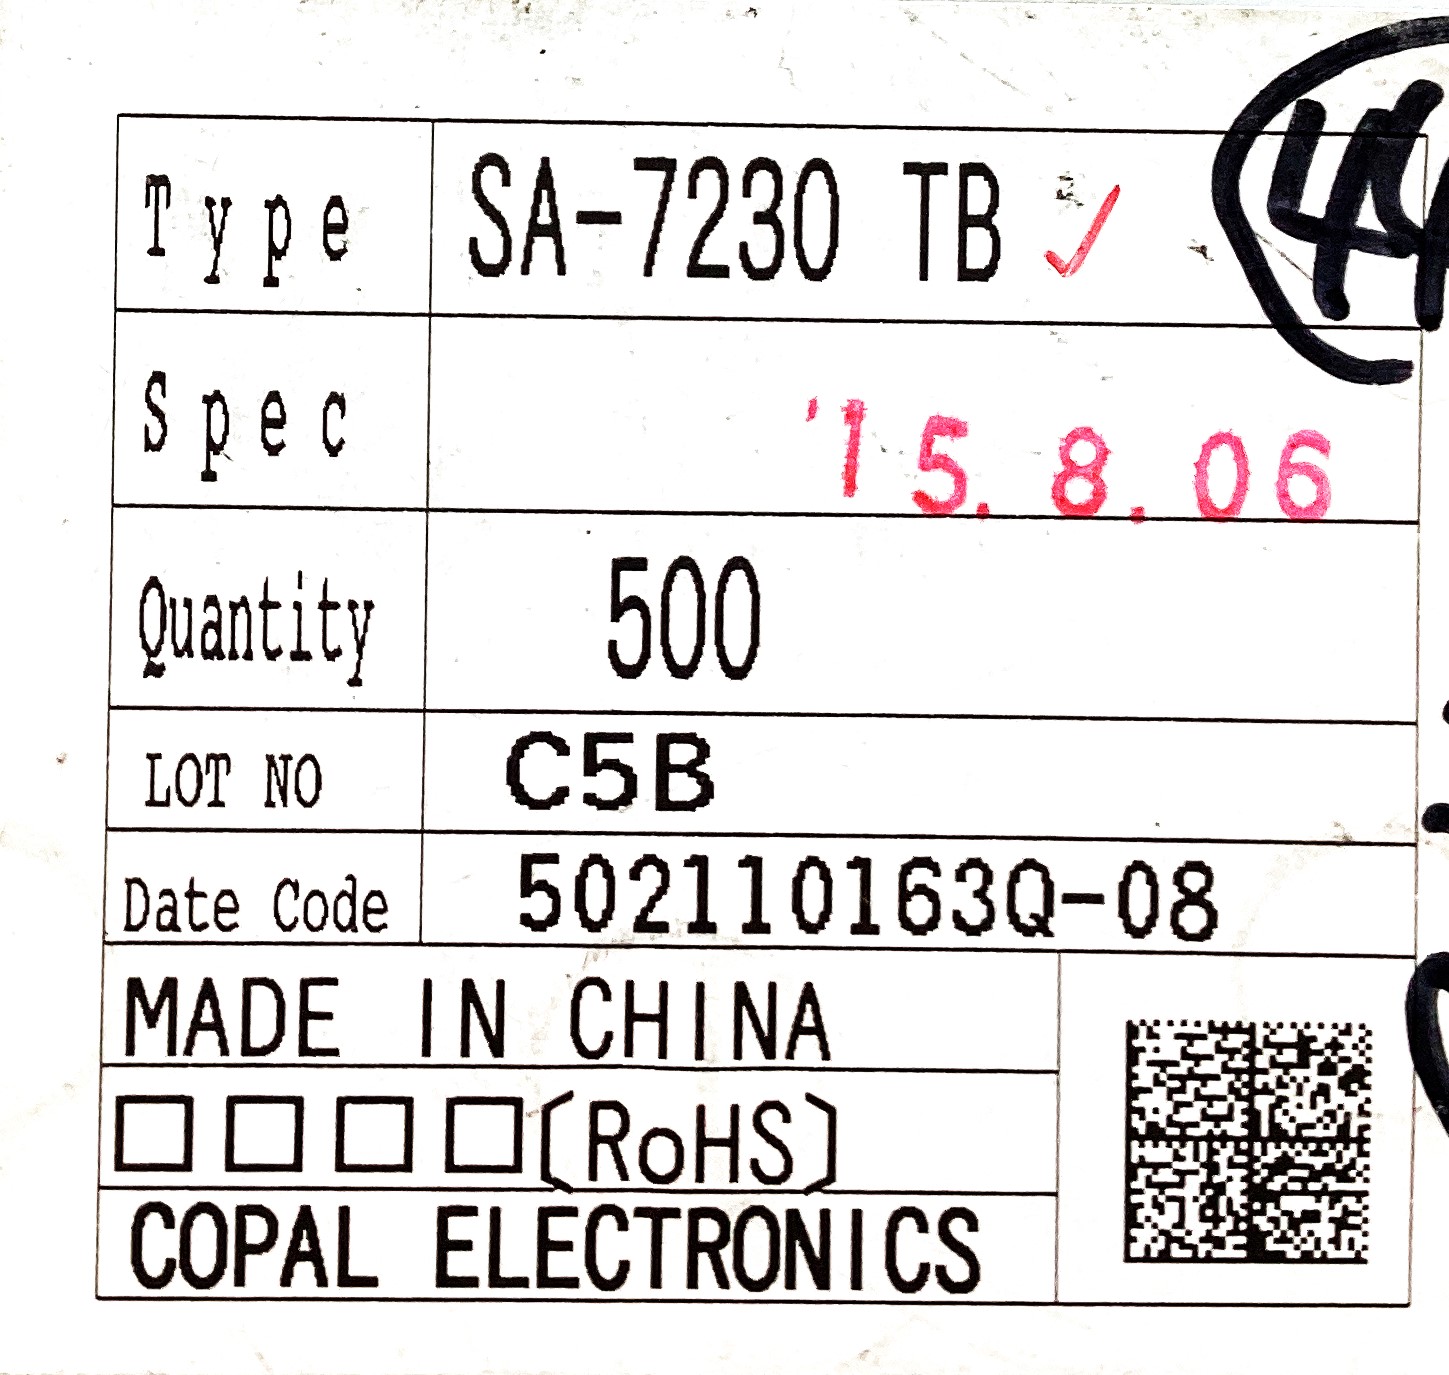 Type SA-7230 TB ✓
Spec '15.8.06
Quantity 500
LOT NO C5B
Date Code 502110163Q-08
MADE IN CHINA
□□□□(RoHS)
COPAL ELECTRONICS